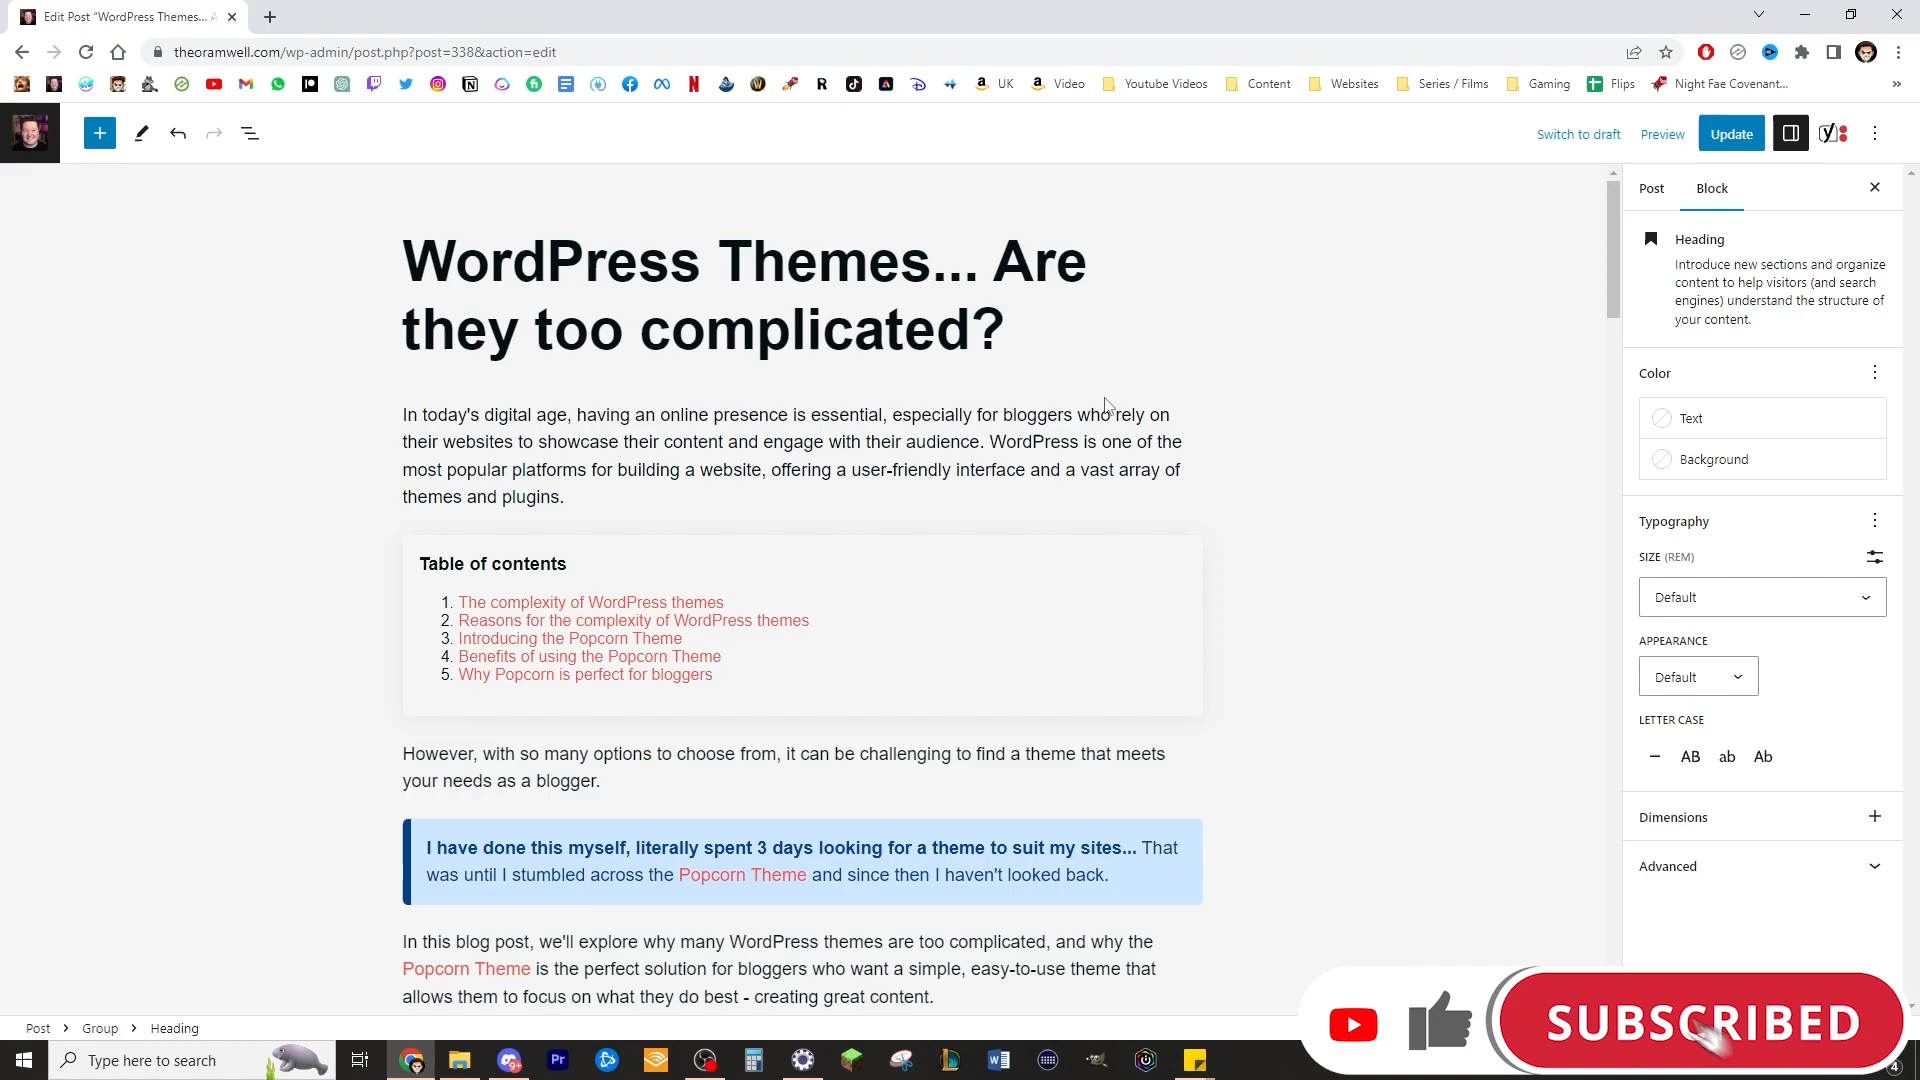 Edit Post "WordPress Themes... A
theoramwell.com/wp-admin/post.php?post=338&action=edit
UK
Video
Youtube Videos
Content
Websites
Series / Films
Gaming
Flips
Night Fae Covenant...
Switch to draft
Preview
Update
Post
Block
WordPress Themes... Are
they too complicated?
In today's digital age, having an online presence is essential, especially for bloggers who rely on
their websites to showcase their content and engage with their audience. WordPress is one of the
most popular platforms for building a website, offering a user-friendly interface and a vast array of
themes and plugins.
Table of contents
1. The complexity of WordPress themes
2. Reasons for the complexity of WordPress themes
3. Introducing the Popcorn Theme
4. Benefits of using the Popcorn Theme
5. Why Popcorn is perfect for bloggers
However, with so many options to choose from, it can be challenging to find a theme that meets
your needs as a blogger.
I have done this myself, literally spent 3 days looking for a theme to suit my sites... That
was until I stumbled across the Popcorn Theme and since then I haven't looked back.
In this blog post, we'll explore why many WordPress themes are too complicated, and why the
Popcorn Theme is the perfect solution for bloggers who want a simple, easy-to-use theme that
allows them to focus on what they do best - creating great content.
Heading
Introduce new sections and organize
content to help visitors (and search
engines) understand the structure of
your content.
Color
Text
Background
Typography
SIZE (REM)
Default
APPEARANCE
Default
LETTER CASE
– AB ab Ab
Dimensions
Advanced
SUBSCRIBED
Post > Group > Heading
Type here to search
4